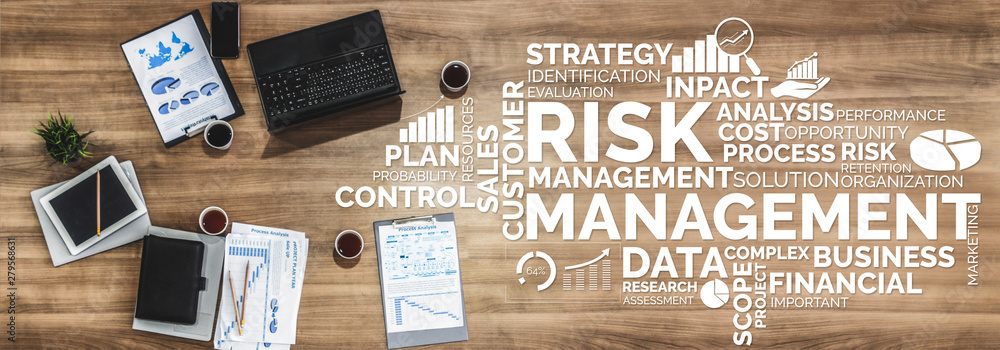 STRATEGY
IDENTIFICATION
EVALUATION
INPACT
ANALYSIS
PERFORMANCE
COST
OPPORTUNITY
PROCESS
RISK
RETENTION
ORGANIZATION
RISK
MANAGEMENT
SOLUTION
MANAGEMENT
CUSTOMER
SALES
RESOURCES
PLAN
PROBABILITY
CONTROL
64%
DATA
RESEARCH
ASSESSMENT
COMPLEX
BUSINESS
FINANCIAL
IMPORTANT
SCOPE
PROJECT
MARKETING
Process Analysis
Process Analysis
Adobe Stock | #279568631